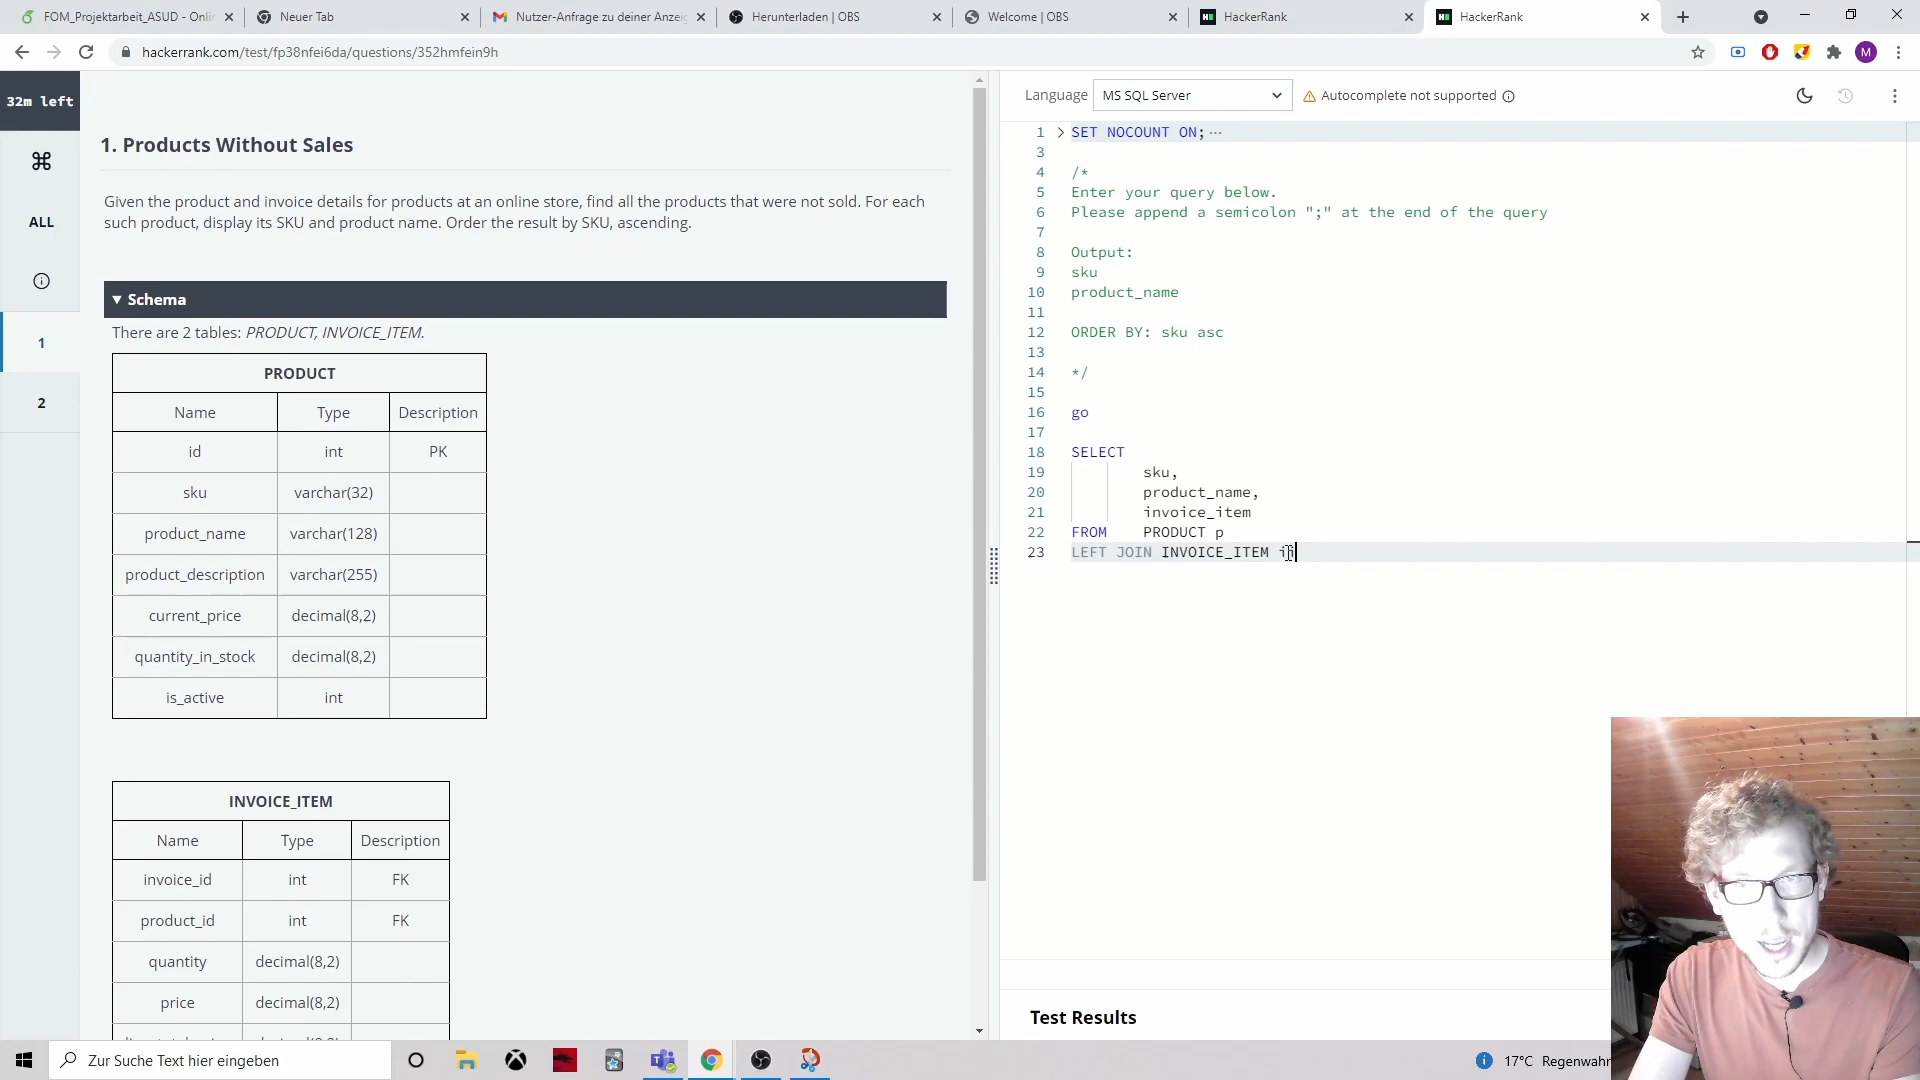 FOM_Projektarbeit_ASUD - Onli
Neuer Tab
Nutzer-Anfrage zu deiner Anzeig
Herunterladen | OBS
Welcome | OBS
HackerRank
HackerRank
hackerrank.com/test/fp38nfei6da/questions/352hmfein9h
M
32m left
ALL
1
2
1. Products Without Sales
Given the product and invoice details for products at an online store, find all the products that were not sold. For each
such product, display its SKU and product name. Order the result by SKU, ascending.
▼ Schema
There are 2 tables: PRODUCT, INVOICE_ITEM.
PRODUCT
Name Type Description
id int PK
sku varchar(32)
product_name varchar(128)
product_description varchar(255)
current_price decimal(8,2)
quantity_in_stock decimal(8,2)
is_active int
INVOICE_ITEM
Name Type Description
invoice_id int FK
product_id int FK
quantity decimal(8,2)
price decimal(8,2)
Language MS SQL Server Autocomplete not supported
1 SET NOCOUNT ON; ···
3
4 /*
5 Enter your query below.
6 Please append a semicolon ";" at the end of the query
7
8 Output:
9 sku
10 product_name
11
12 ORDER BY: sku asc
13
14 */
15
16 go
17
18 SELECT
19 sku,
20 product_name,
21 invoice_item
22 FROM PRODUCT p
23 LEFT JOIN INVOICE_ITEM ii
Test Results
Zur Suche Text hier eingeben
17°C Regenwahr